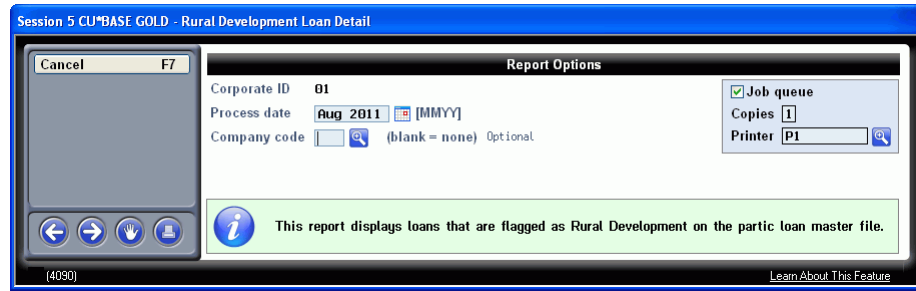 Session 5 CU*BASE GOLD - Rural Development Loan Detail
Cancel F7
Report Options
Corporate ID 01
Process date Aug 2011 [MMYY]
Company code (blank = none) Optional
Job queue
Copies 1
Printer P1
This report displays loans that are flagged as Rural Development on the partic loan master file.
(4090)
Learn About This Feature